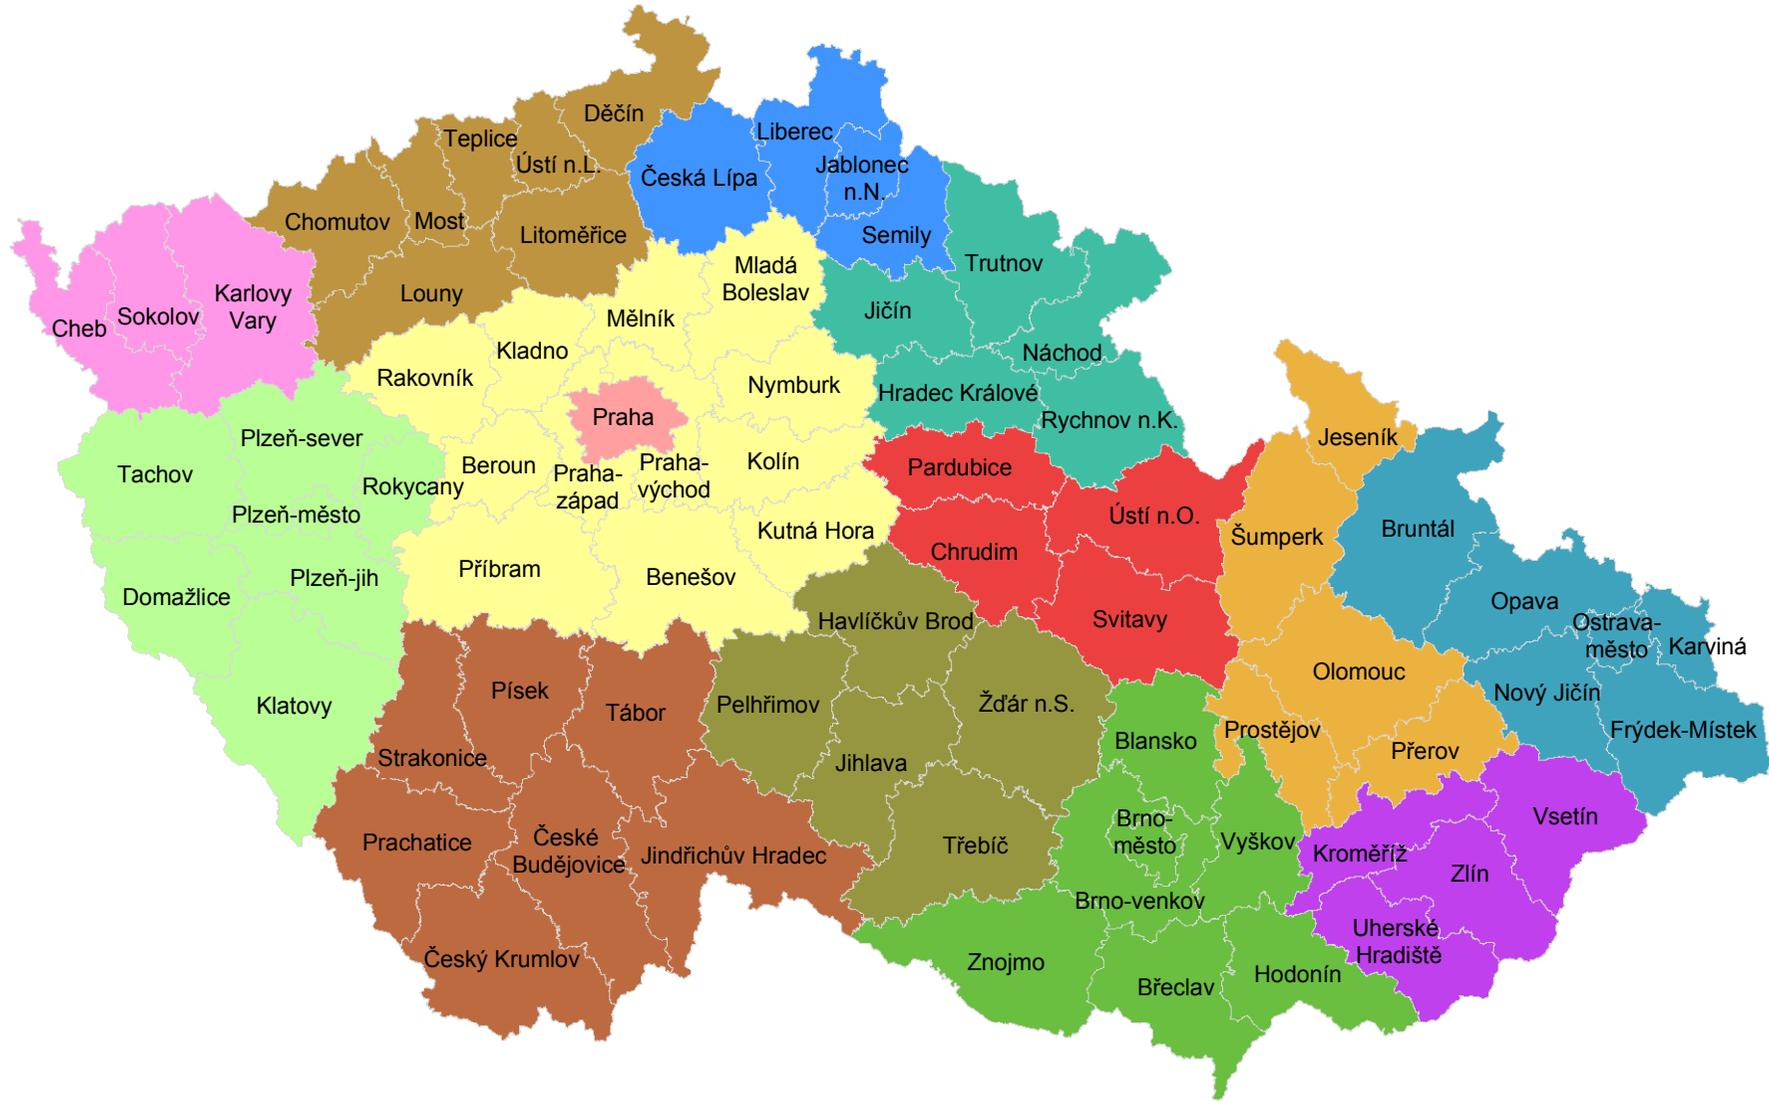 Děčín
Teplice
Ústí n.L.
Liberec
Česká Lípa
Jablonec
n.N.
Chomutov
Most
Litoměřice
Semily
Karlovy
Vary
Sokolov
Cheb
Louny
Mladá
Boleslav
Trutnov
Mělník
Jičín
Kladno
Náchod
Rakovník
Nymburk
Hradec Králové
Praha
Rychnov n.K.
Plzeň-sever
Jeseník
Tachov
Rokycany
Beroun
Praha-
západ
Praha-
východ
Kolín
Pardubice
Plzeň-město
Kutná Hora
Ústí n.O.
Šumperk
Bruntál
Chrudim
Plzeň-jih
Příbram
Benešov
Domažlice
Havlíčkův Brod
Svitavy
Opava
Ostrava-
město
Karviná
Olomouc
Klatovy
Písek
Tábor
Pelhřimov
Žďár n.S.
Nový Jičín
Prostějov
Frýdek-Místek
Strakonice
Jihlava
Blansko
Přerov
Prachatice
České
Budějovice
Jindřichův Hradec
Třebíč
Brno-
město
Vyškov
Kroměříž
Vsetín
Zlín
Brno-venkov
Uherské
Hradiště
Český Krumlov
Znojmo
Břeclav
Hodonín